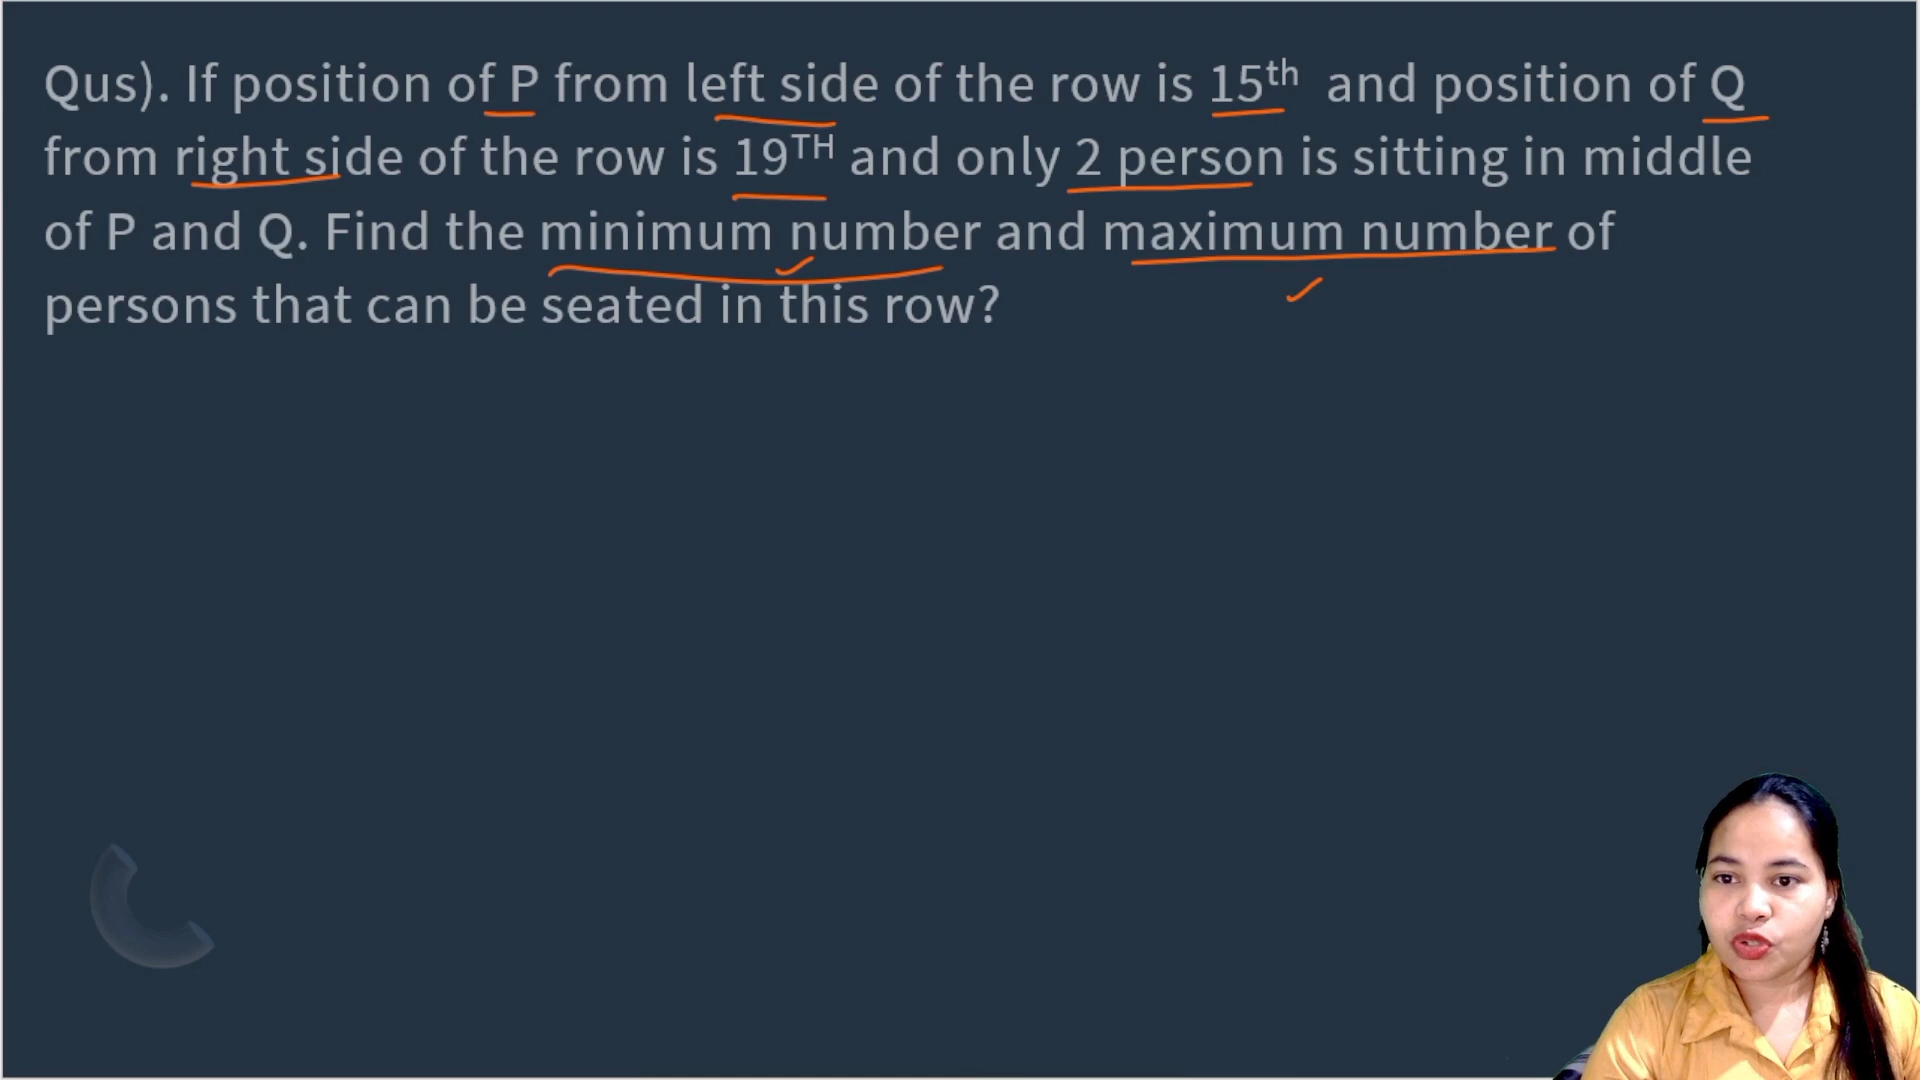 Qus). If position of P from left side of the row is 15th and position of Q
from right side of the row is 19TH and only 2 person is sitting in middle
of P and Q. Find the minimum number and maximum number of
persons that can be seated in this row?